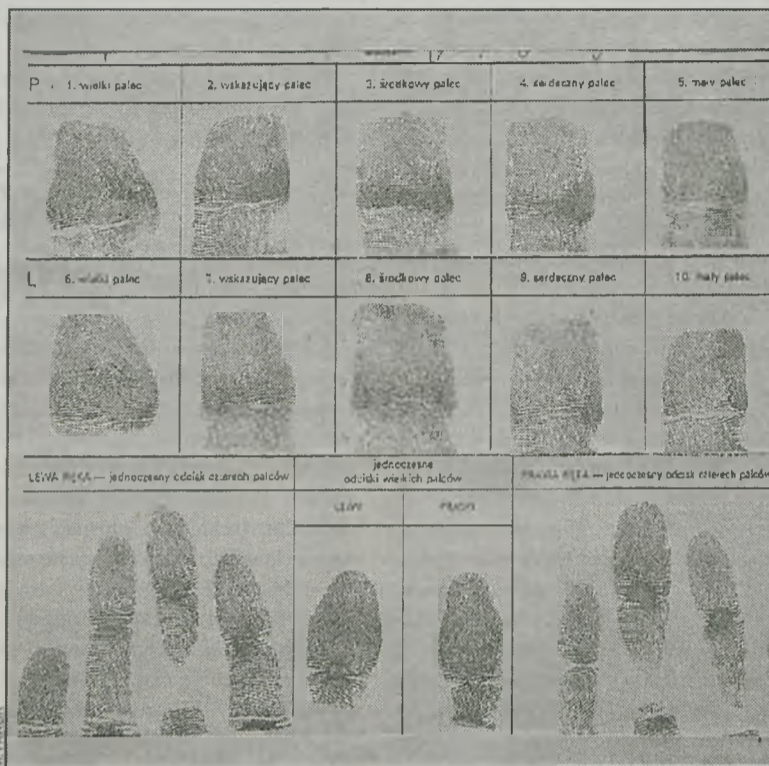 P. 1. wielki palec
2. wskazujący palec
3. środkowy palec
4. serdeczny palec
5. mały palec
L 6. palec
7. wskazujący palec
8. środkowy palec
9. serdeczny palec
10. mały palec
LEWA RĘKA — jednoczesny odcisk czterech palców
jednoczesne
odciski wielkich palców
PRAWA RĘKA — jednoczesny odcisk czterech palców